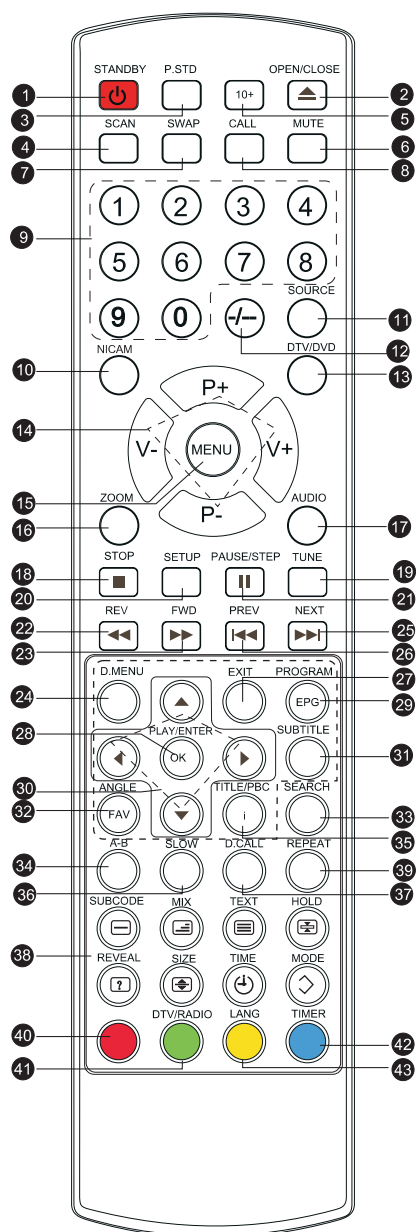 STANDBY P.STD OPEN/CLOSE
10+
1 2
3 5
SCAN SWAP CALL MUTE
4 6
7 8
1 2 3 4
9
5 6 7 8
SOURCE
9 0 -/-- 11
12
NICAM DTV/DVD
10 13
P+
14
V- MENU V+
15
P-
ZOOM AUDIO
16 17
STOP SETUP PAUSE/STEP TUNE
18 19
20 21
REV FWD PREV NEXT
22 25
23 26
D.MENU EXIT PROGRAM
27
24 EPG 29
PLAY/ENTER SUBTITLE
28 OK 31
30
ANGLE TITLE/PBC SEARCH
32 FAV i 33
35
A-B SLOW D.CALL REPEAT
34 39
36 37
SUBCODE MIX TEXT HOLD
38
REVEAL SIZE TIME MODE
?
DTV/RADIO LANG TIMER
40 42
41 43